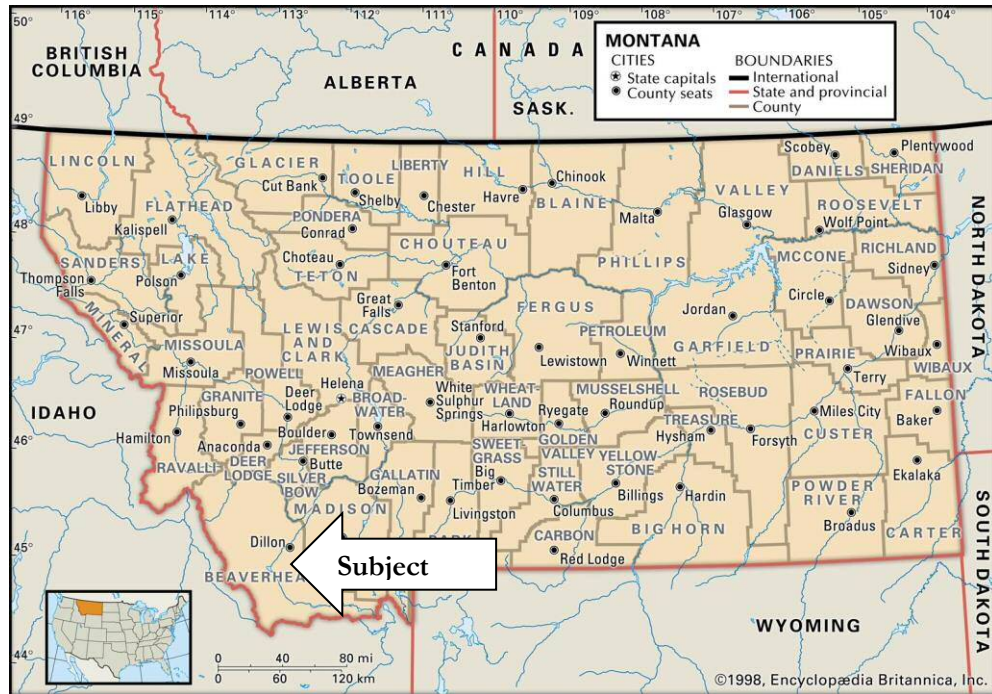 116° 115° 114° 113° 112° 111° 110° 109° 108° 107° 106° 105° 104°
50°
BRITISH
COLUMBIA
ALBERTA
CANADA
SASK.
MONTANA
CITIES
State capitals
County seats
BOUNDARIES
International
State and provincial
County
49°
48°
47°
46°
45°
44°
LINCOLN
Libby
FLATHEAD
Kalispell
GLACIER
Cut Bank
TOOLE
Shelby
LIBERTY
Chester
HILL
Havre
Chinook
BLAINE
Malta
PHILLIPS
VALLEY
Glasgow
Scobey
DANIELS
Plentywood
SHERIDAN
ROOSEVELT
Wolf Point
SANDERS
Thompson
Falls
LAKE
Polson
PONDERA
Conrad
Choteau
TETON
CHOUTEAU
Fort
Benton
MCCONE
Circle
RICHLAND
Sidney
NORTH DAKOTA
MINERAL
Superior
MISSOULA
Missoula
POWELL
LEWIS
AND
CLARK
Helena
Great
Falls
CASCADE
Stanford
JUDITH
BASIN
FERGUS
Lewistown
PETROLEUM
Winnett
Jordan
GARFIELD
DAWSON
Glendive
PRAIRIE
Terry
Wibaux
WIBAUX
IDAHO
GRANITE
Philipsburg
Deer
Lodge
BROAD-
WATER
Townsend
MEAGHER
White
Sulphur
Springs
WHEAT-
LAND
Harlowton
Ryegate
GOLDEN
VALLEY
MUSSELSHELL
Roundup
ROSEBUD
Forsyth
TREASURE
Hysham
Miles City
CUSTER
FALLON
Baker
Hamilton
RAVALLI
Anaconda
DEER
LODGE
Boulder
JEFFERSON
Butte
SILVER
BOW
MADISON
GALLATIN
Bozeman
Livingston
SWEET-
GRASS
Big
Timber
STILL
WATER
Columbus
YELLOW-
STONE
Billings
Hardin
BIG HORN
POWDER
RIVER
Broadus
Ekalaka
CARTER
SOUTH DAKOTA
Dillon
BEAVERHEA
Subject
CARBON
Red Lodge
WYOMING
0 40 80 mi
0 60 120 km
©1998, Encyclopædia Britannica, Inc.